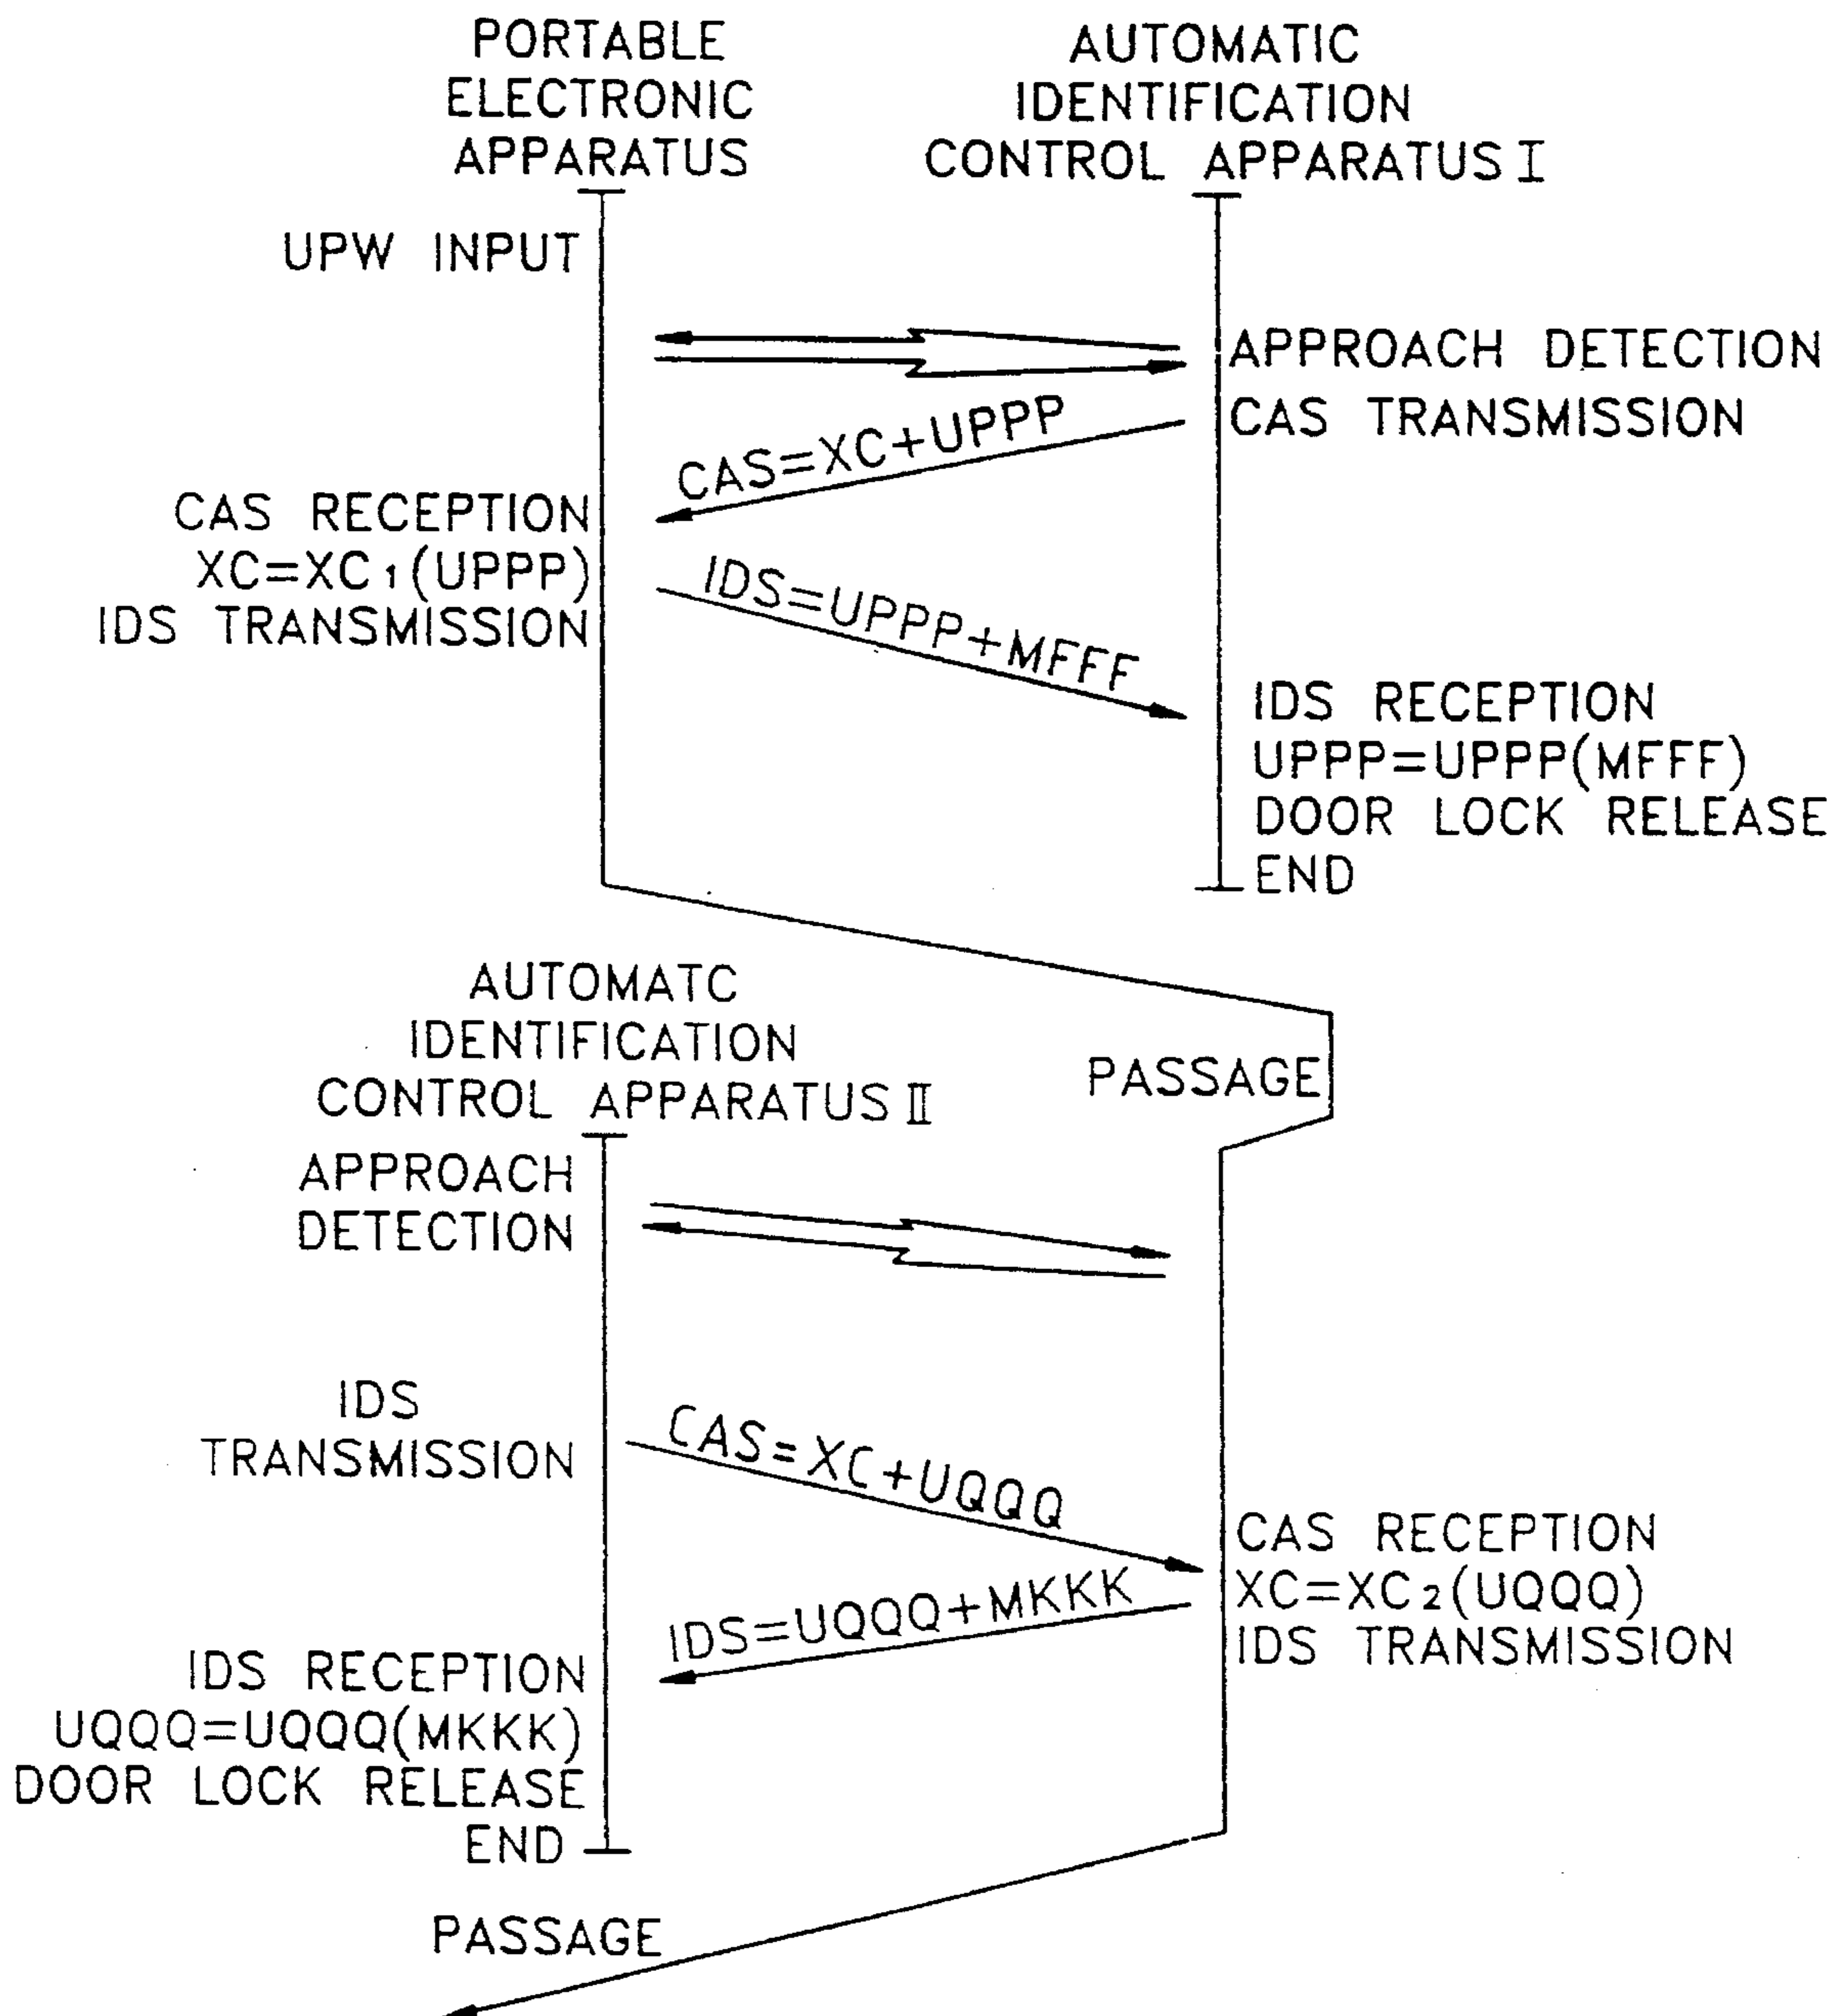 PORTABLE
ELECTRONIC
APPARATUS
AUTOMATIC
IDENTIFICATION
CONTROL APPARATUS I
UPW INPUT
APPROACH DETECTION
CAS TRANSMISSION
CAS=XC+UPPP
CAS RECEPTION
XC=XC1(UPPP)
IDS TRANSMISSION
IDS=UPPP+MFFF
IDS RECEPTION
UPPP=UPPP(MFFF)
DOOR LOCK RELEASE
END
AUTOMATC
IDENTIFICATION
CONTROL APPARATUS II
PASSAGE
APPROACH
DETECTION
IDS
TRANSMISSION
CAS=XC+UQQQ
CAS RECEPTION
XC=XC2(UQQQ)
IDS TRANSMISSION
IDS=UQQQ+MKKK
IDS RECEPTION
UQQQ=UQQQ(MKKK)
DOOR LOCK RELEASE
END
PASSAGE